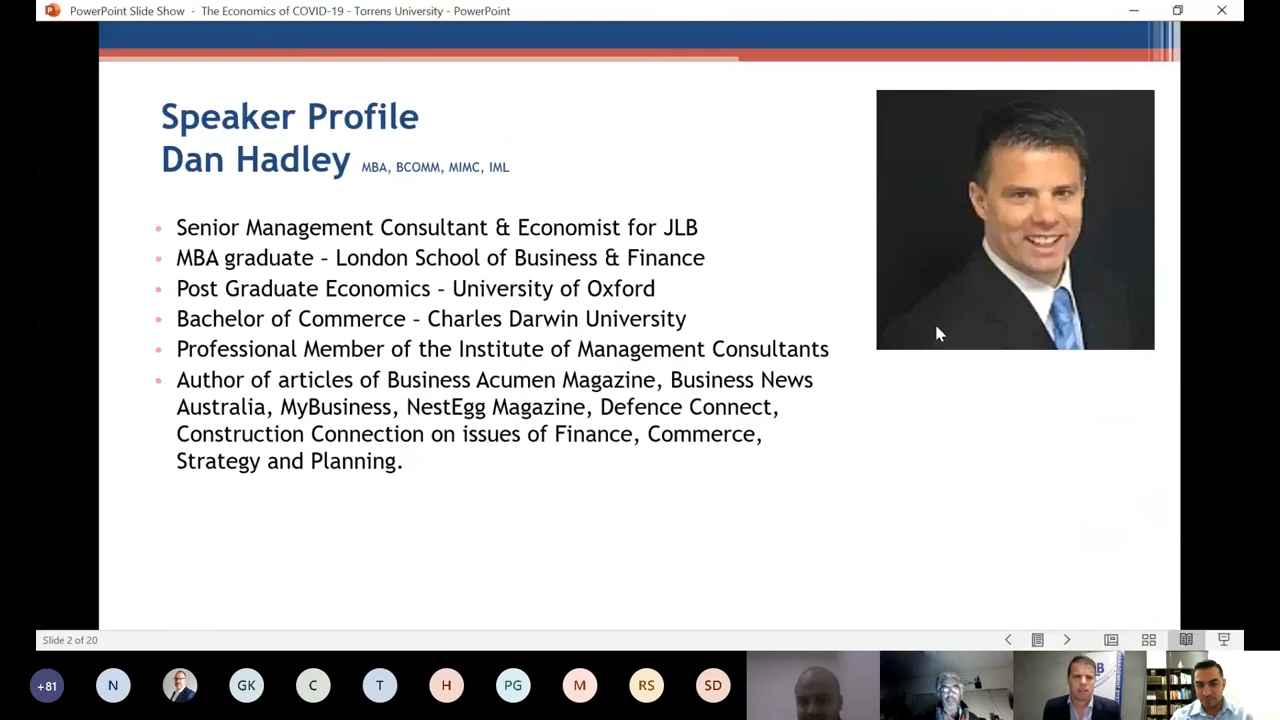 PowerPoint Slide Show - The Economics of COVID-19 - Torrens University - PowerPoint
Speaker Profile
Dan Hadley MBA, BCOMM, MIMC, IML
• Senior Management Consultant & Economist for JLB
• MBA graduate – London School of Business & Finance
• Post Graduate Economics – University of Oxford
• Bachelor of Commerce – Charles Darwin University
• Professional Member of the Institute of Management Consultants
• Author of articles of Business Acumen Magazine, Business News
Australia, MyBusiness, NestEgg Magazine, Defence Connect,
Construction Connection on issues of Finance, Commerce,
Strategy and Planning.
Slide 2 of 20
+81 N GK C T H PG M RS SD